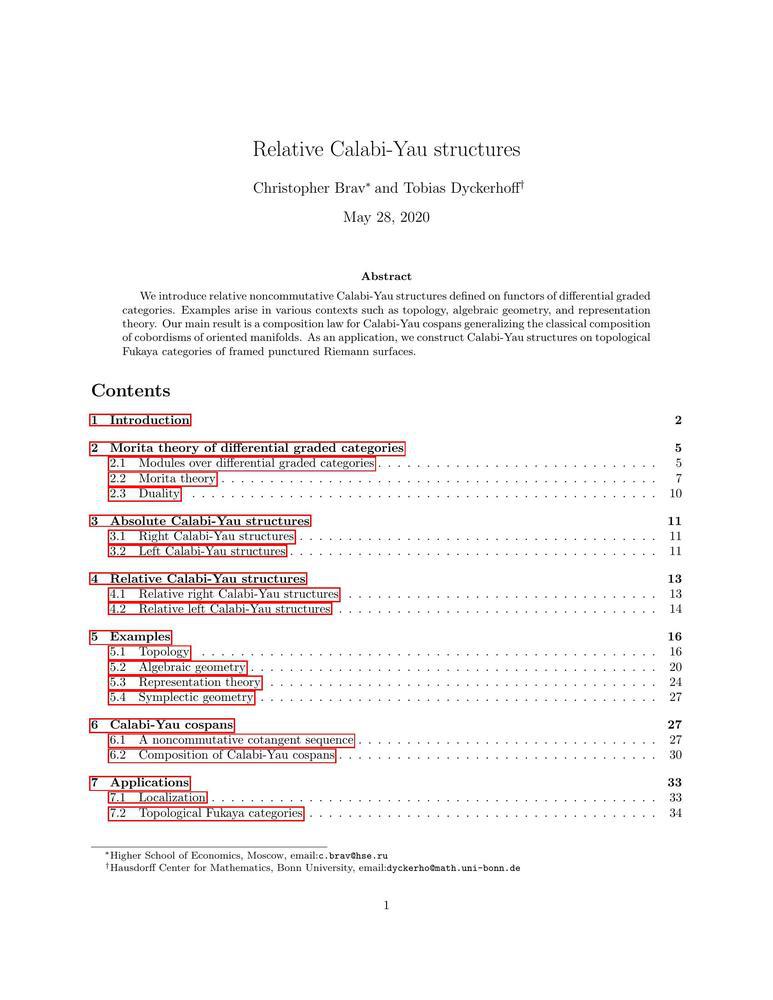 Relative Calabi-Yau structures
Christopher Brav* and Tobias Dyckerhoff†
May 28, 2020
Abstract
We introduce relative noncommutative Calabi-Yau structures defined on functors of differential graded
categories. Examples arise in various contexts such as topology, algebraic geometry, and representation
theory. Our main result is a composition law for Calabi-Yau cospans generalizing the classical composition
of cobordisms of oriented manifolds. As an application, we construct Calabi-Yau structures on topological
Fukaya categories of framed punctured Riemann surfaces.
Contents
1 Introduction 2
2 Morita theory of differential graded categories 5
2.1 Modules over differential graded categories . . . . . . . . . . . . . . . . . . . . . . . 5
2.2 Morita theory . . . . . . . . . . . . . . . . . . . . . . . . . . . . . . . . . . . . 7
2.3 Duality . . . . . . . . . . . . . . . . . . . . . . . . . . . . . . . . . . . . . . . 10
3 Absolute Calabi-Yau structures 11
3.1 Right Calabi-Yau structures . . . . . . . . . . . . . . . . . . . . . . . . . . . . . . 11
3.2 Left Calabi-Yau structures . . . . . . . . . . . . . . . . . . . . . . . . . . . . . . . 11
4 Relative Calabi-Yau structures 13
4.1 Relative right Calabi-Yau structures . . . . . . . . . . . . . . . . . . . . . . . . . . 13
4.2 Relative left Calabi-Yau structures . . . . . . . . . . . . . . . . . . . . . . . . . . . 14
5 Examples 16
5.1 Topology . . . . . . . . . . . . . . . . . . . . . . . . . . . . . . . . . . . . . . 16
5.2 Algebraic geometry . . . . . . . . . . . . . . . . . . . . . . . . . . . . . . . . . . 20
5.3 Representation theory . . . . . . . . . . . . . . . . . . . . . . . . . . . . . . . . 24
5.4 Symplectic geometry . . . . . . . . . . . . . . . . . . . . . . . . . . . . . . . . . 27
6 Calabi-Yau cospans 27
6.1 A noncommutative cotangent sequence . . . . . . . . . . . . . . . . . . . . . . . . . 27
6.2 Composition of Calabi-Yau cospans . . . . . . . . . . . . . . . . . . . . . . . . . . . 30
7 Applications 33
7.1 Localization . . . . . . . . . . . . . . . . . . . . . . . . . . . . . . . . . . . . . 33
7.2 Topological Fukaya categories . . . . . . . . . . . . . . . . . . . . . . . . . . . . . 34
*Higher School of Economics, Moscow, email:c.brav@hse.ru
†Hausdorff Center for Mathematics, Bonn University, email:dyckerho@math.uni-bonn.de
1